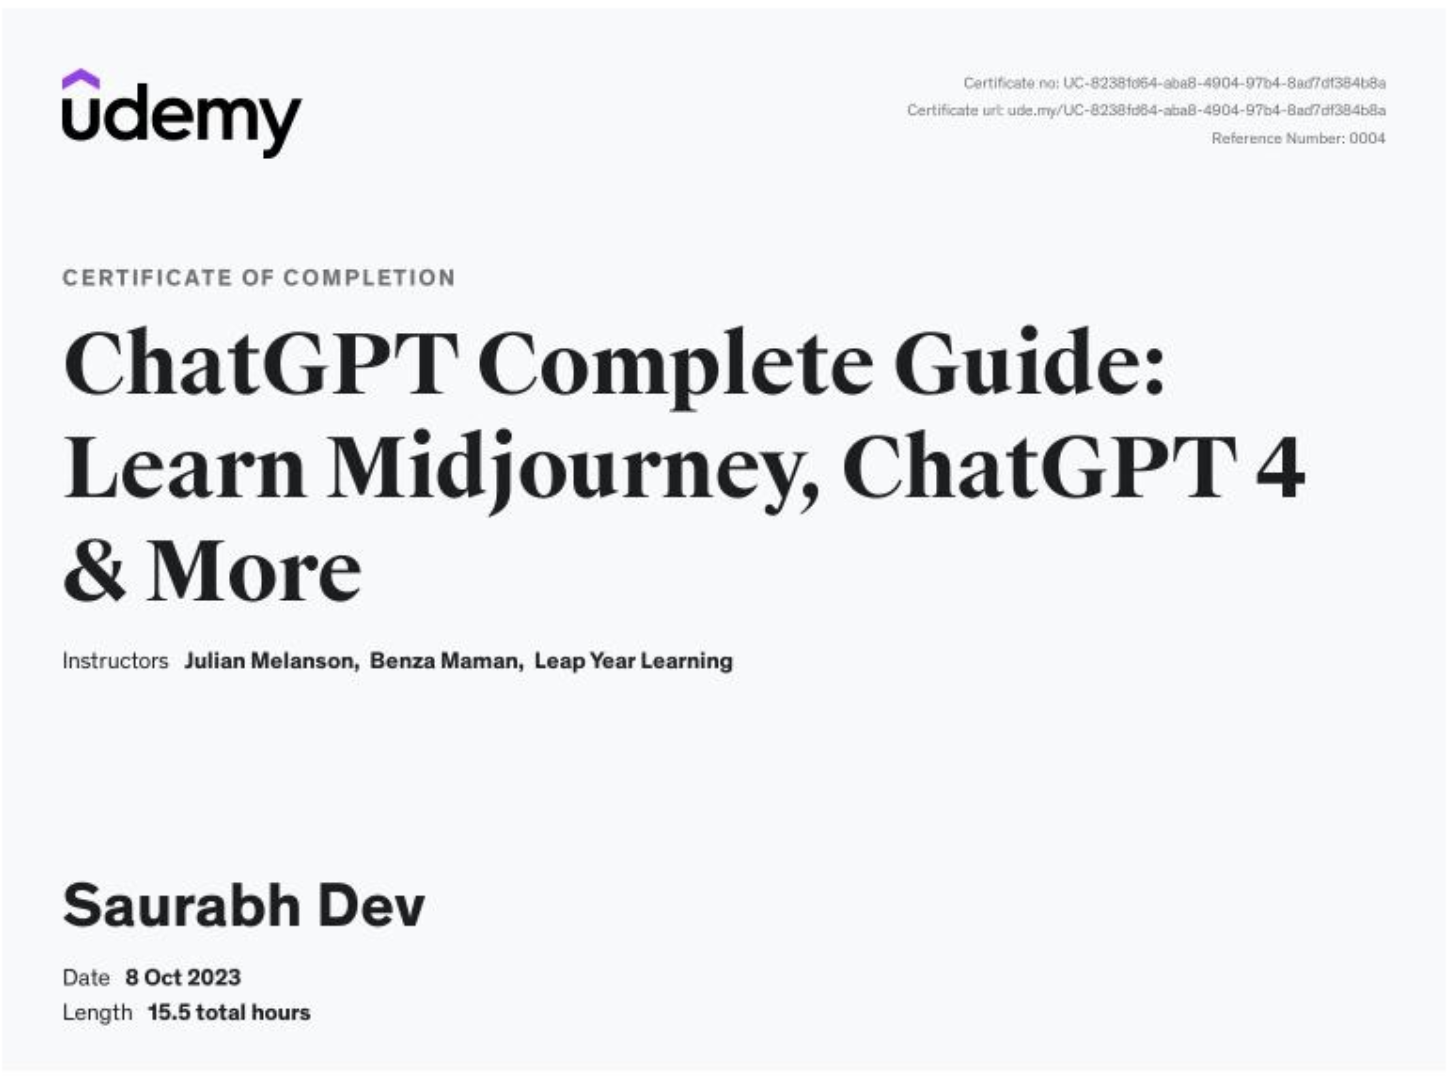 udemy
Certificate no: UC-8238fd64-aba8-4904-97b4-8ad7df384b8a
Certificate url: ude.my/UC-8238fd64-aba8-4904-97b4-8ad7df384b8a
Reference Number: 0004
CERTIFICATE OF COMPLETION
ChatGPT Complete Guide:
Learn Midjourney, ChatGPT 4
& More
Instructors Julian Melanson, Benza Maman, Leap Year Learning
Saurabh Dev
Date 8 Oct 2023
Length 15.5 total hours